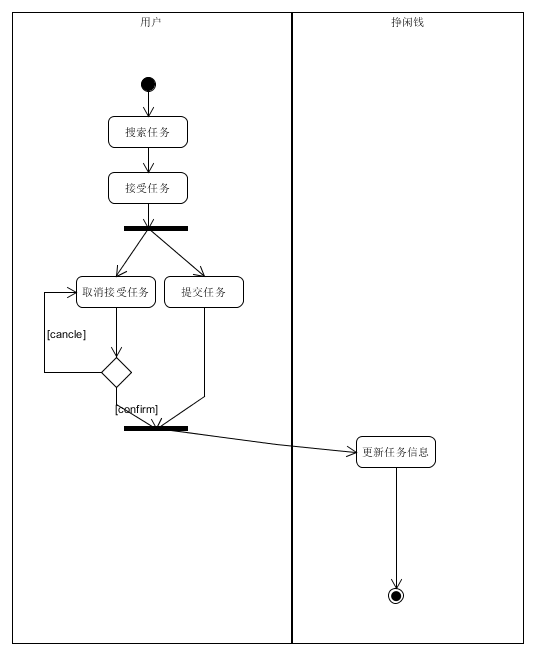 用户
挣闲钱
搜索任务
接受任务
取消接受任务
提交任务
[cancle]
[confirm]
更新任务信息